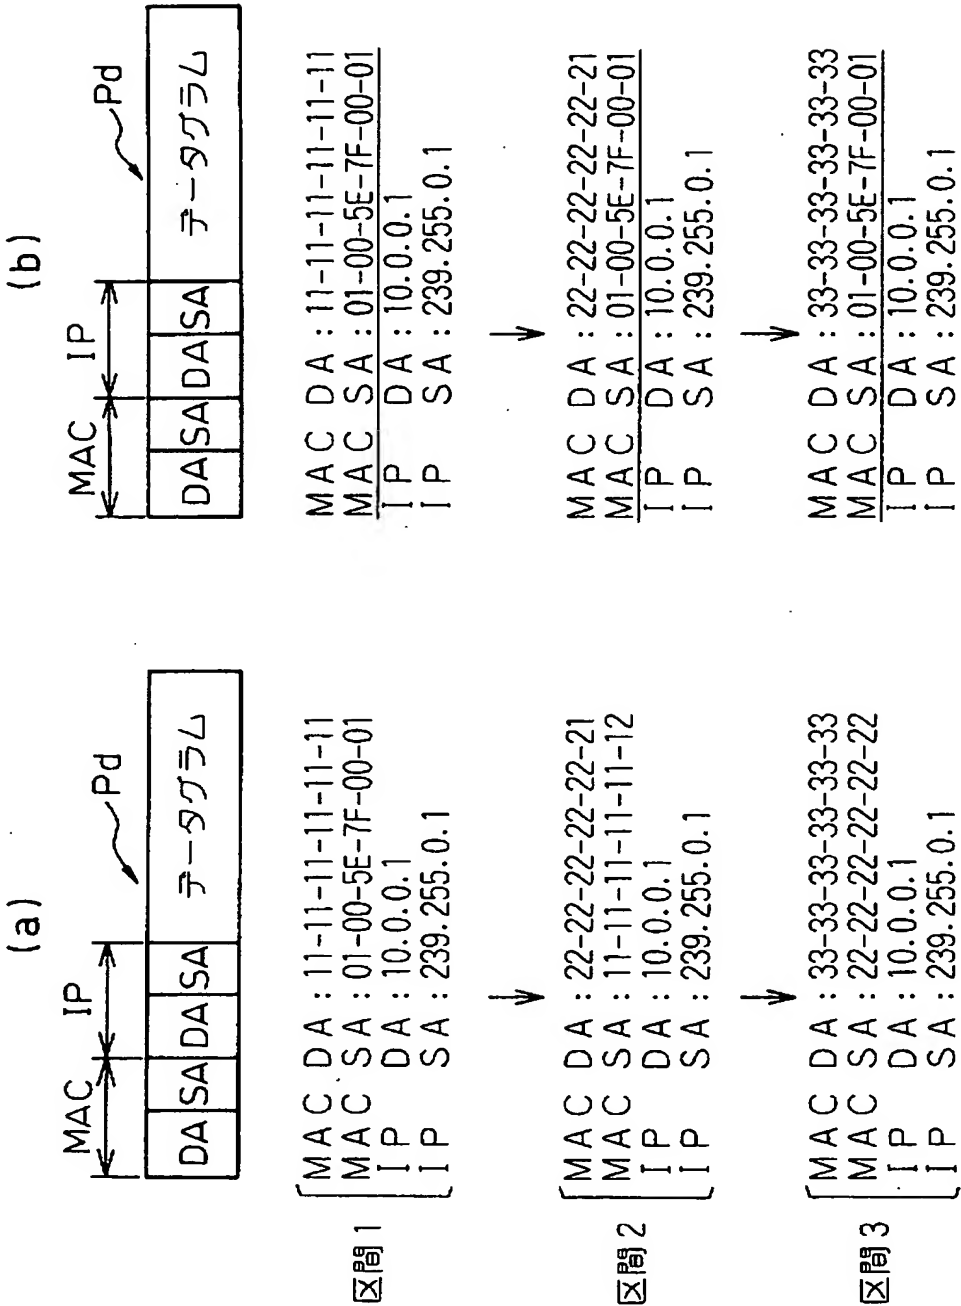 (a)
MAC
IP
DA SA DA SA データグラム
Pd
区間1
MAC DA : 11-11-11-11-11-11
MAC SA : 01-00-5E-7F-00-01
IP DA : 10.0.0.1
IP SA : 239.255.0.1
区間2
MAC DA : 22-22-22-22-22-21
MAC SA : 11-11-11-11-11-12
IP DA : 10.0.0.1
IP SA : 239.255.0.1
区間3
MAC DA : 33-33-33-33-33-33
MAC SA : 22-22-22-22-22-22
IP DA : 10.0.0.1
IP SA : 239.255.0.1
(b)
MAC
IP
DA SA DA SA データグラム
Pd
MAC DA : 11-11-11-11-11-11
MAC SA : 01-00-5E-7F-00-01
IP DA : 10.0.0.1
IP SA : 239.255.0.1
MAC DA : 22-22-22-22-22-21
MAC SA : 01-00-5E-7F-00-01
IP DA : 10.0.0.1
IP SA : 239.255.0.1
MAC DA : 33-33-33-33-33-33
MAC SA : 01-00-5E-7F-00-01
IP DA : 10.0.0.1
IP SA : 239.255.0.1